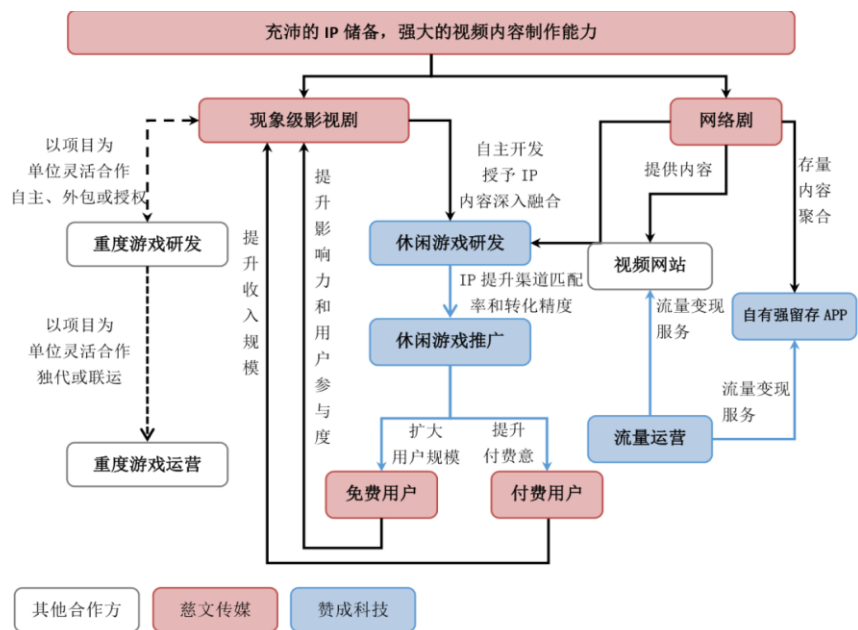 充沛的 IP 储备，强大的视频内容制作能力
现象级影视剧
网络剧
以项目为
单位灵活合作
自主、外包或授权
自主开发
授予 IP
内容深入融合
提供内容
存量
内容
聚合
重度游戏研发
提升收入规模
提升影响力和用户参与度
休闲游戏研发
视频网站
IP 提升渠道匹配
率和转化精度
流量变现
服务
自有强留存 APP
以项目为
单位灵活合作
独代或联运
休闲游戏推广
流量变现
服务
扩大
用户规模
提升
付费意
流量运营
重度游戏运营
免费用户
付费用户
其他合作方
慈文传媒
赞成科技